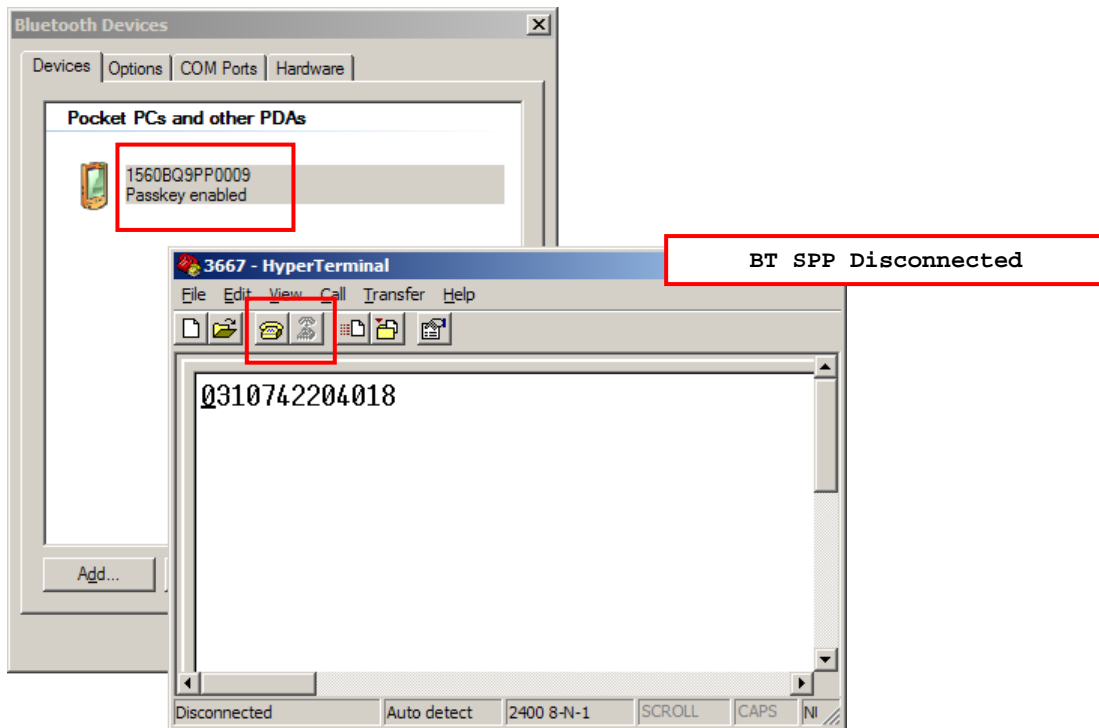 Bluetooth Devices
Devices Options COM Ports Hardware
Pocket PCs and other PDAs
1560BQ9PP0009
Passkey enabled
BT SPP Disconnected
3667 - HyperTerminal
File Edit View Call Transfer Help
0310742204018
Add...
Disconnected Auto detect 2400 8-N-1 SCROLL CAPS